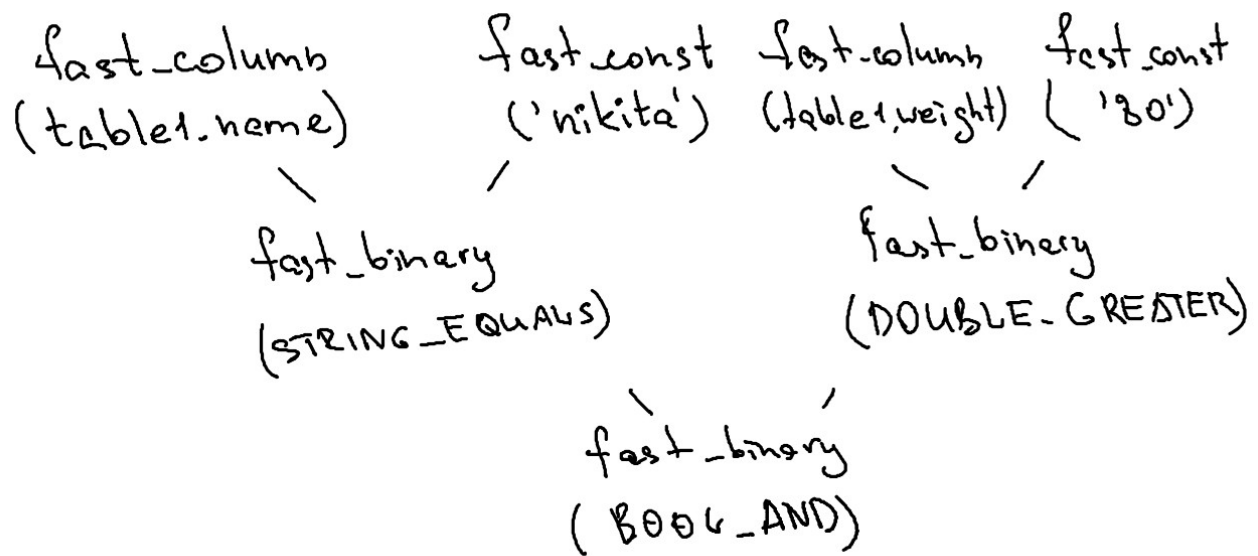 fast_column fast_const fast_column fast_const
(table1.name) ('nikita') (table1.weight) ('80')
fast_binary fast_binary
(STRING_EQUALS) (DOUBLE_GREATER)
fast_binary
(BOOL_AND)